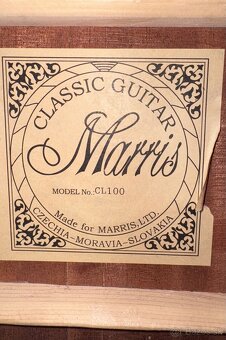 CLASSIC GUITAR
Marris
MODEL No.: CL100
Made for MARRIS, LTD
CZECHIA-MORAVIA-SLOVAKIA